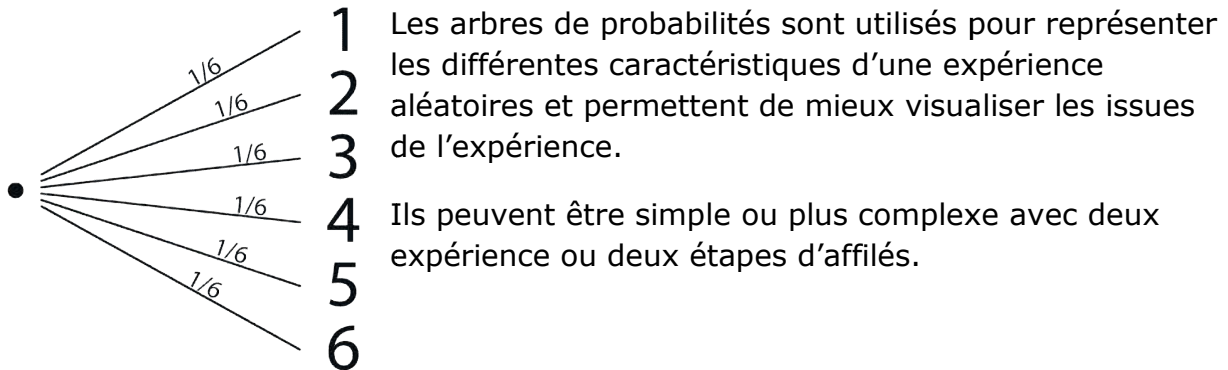 1/6
1/6
1/6
1/6
1/6
1/6
1
2
3
4
5
6
Les arbres de probabilités sont utilisés pour représenter
les différentes caractéristiques d’une expérience
aléatoires et permettent de mieux visualiser les issues
de l’expérience.
Ils peuvent être simple ou plus complexe avec deux
expérience ou deux étapes d’affilés.